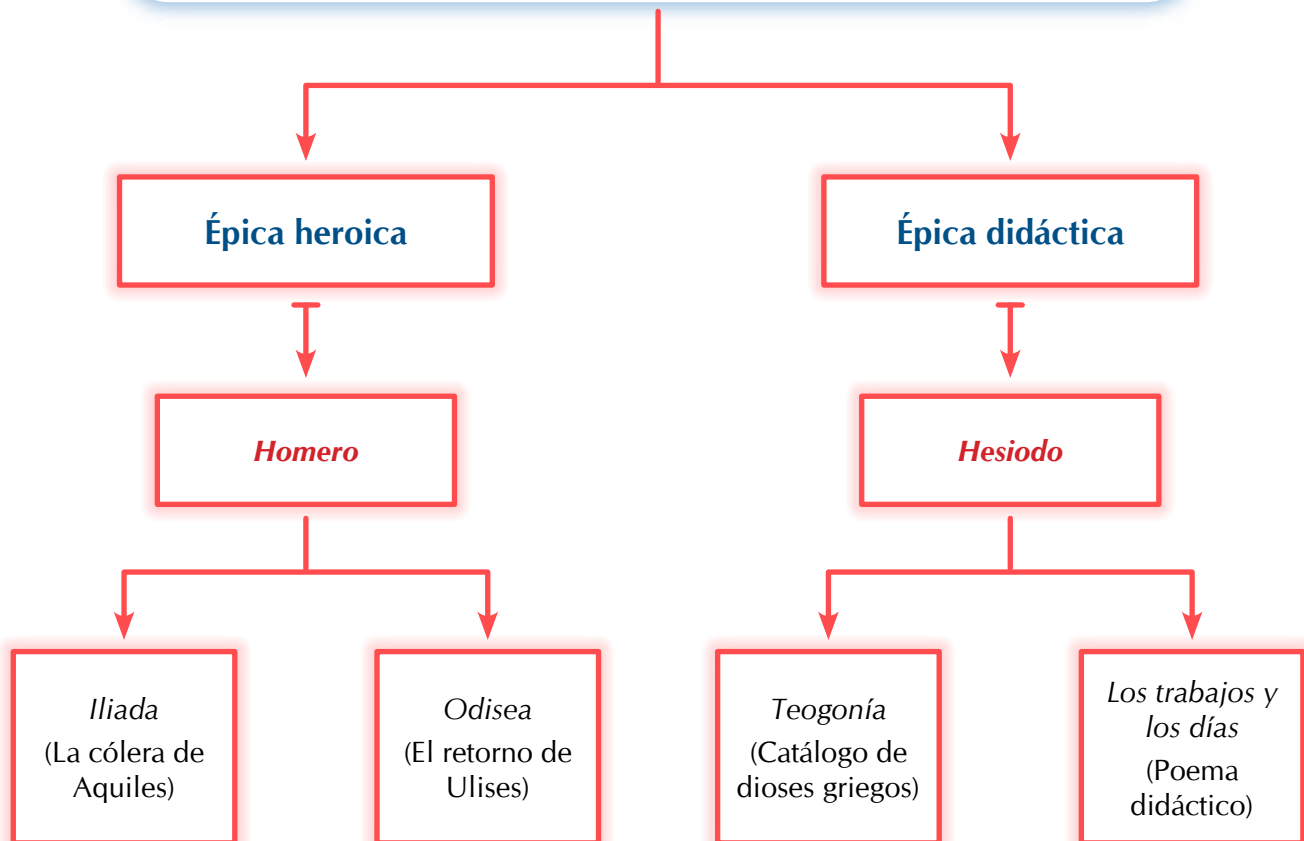 Épica heroica
Épica didáctica
Homero
Hesiodo
Iliada
(La cólera de
Aquiles)
Odisea
(El retorno de
Ulises)
Teogonía
(Catálogo de
dioses griegos)
Los trabajos y
los días
(Poema
didáctico)